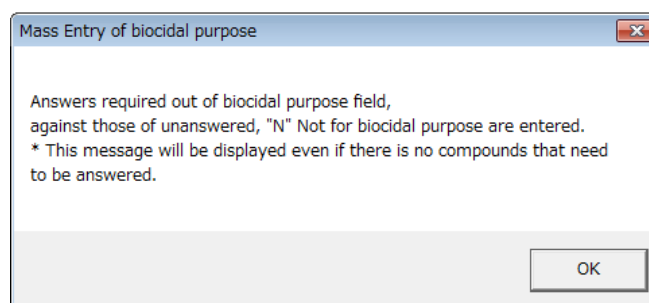 Mass Entry of biocidal purpose
Answers required out of biocidal purpose field,
against those of unanswered, "N" Not for biocidal purpose are entered.
* This message will be displayed even if there is no compounds that need
to be answered.
OK